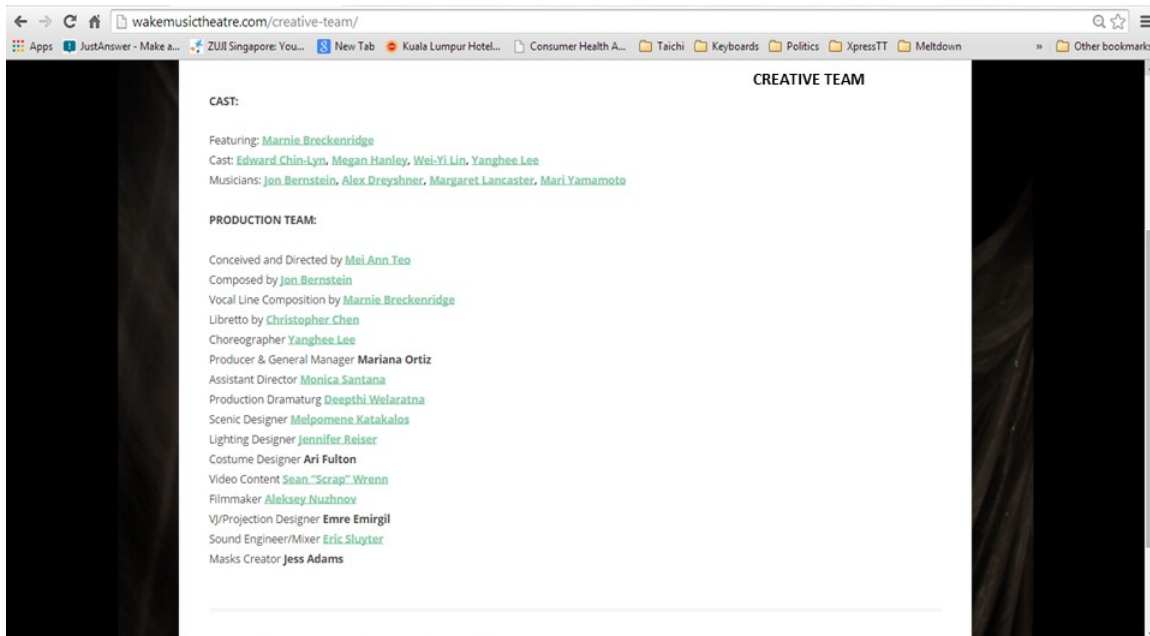 wakemusictheatre.com/creative-team/
Apps JustAnswer - Make a... ZUJI Singapore: You... New Tab Kuala Lumpur Hotel... Consumer Health A... Taichi Keyboards Politics XpressTT Meltdown » Other bookmarks
CREATIVE TEAM
CAST:
Featuring: Marnie Breckenridge
Cast: Edward Chin-Lyn, Megan Hanley, Wei-Yi Lin, Yanghee Lee
Musicians: Jon Bernstein, Alex Dreyshner, Margaret Lancaster, Mari Yamamoto
PRODUCTION TEAM:
Conceived and Directed by Mei Ann Teo
Composed by Jon Bernstein
Vocal Line Composition by Marnie Breckenridge
Libretto by Christopher Chen
Choreographer Yanghee Lee
Producer & General Manager Mariana Ortiz
Assistant Director Monica Santana
Production Dramaturg Deepthi Welaratna
Scenic Designer Melpomene Katakalos
Lighting Designer Jennifer Reiser
Costume Designer Ari Fulton
Video Content Sean "Scrap" Wrenn
Filmmaker Aleksey Nuzhnov
VJ/Projection Designer Emre Emirgil
Sound Engineer/Mixer Eric Sluyter
Masks Creator Jess Adams